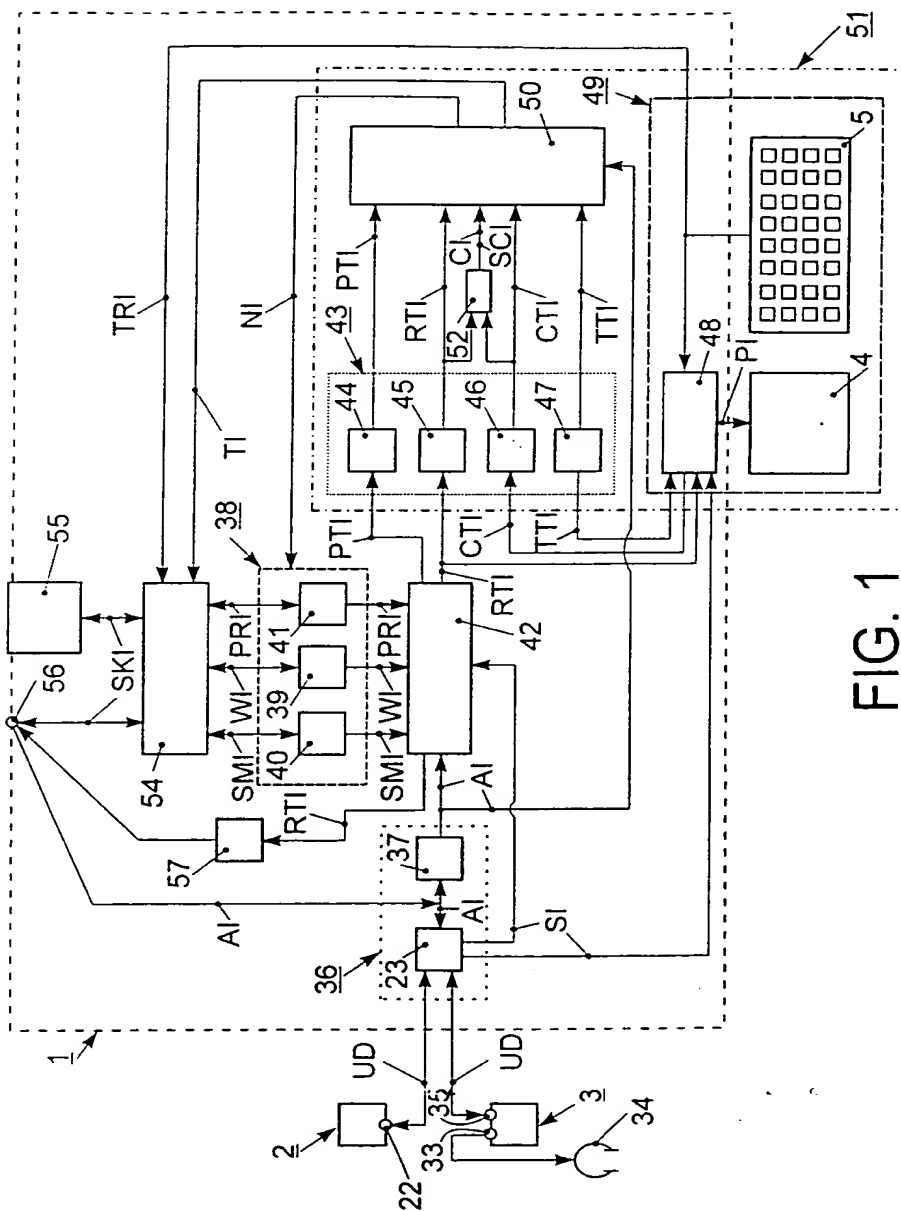 1
56
55
SKI
TRI
TI
NI
54
57
SMI
WI
PRI
38
40
39
41
SMI
WI
PRI
RTI
AI
36
23
37
AI
AI
AI
42
SI
RTI
PTI
CTI
TTI
43
44
45
46
47
PTI
RTI
CI
SCI
52
CTI
TTI
50
51
49
48
PI
4
5
UD
UD
2
22
35
33
3
34
FIG. 1